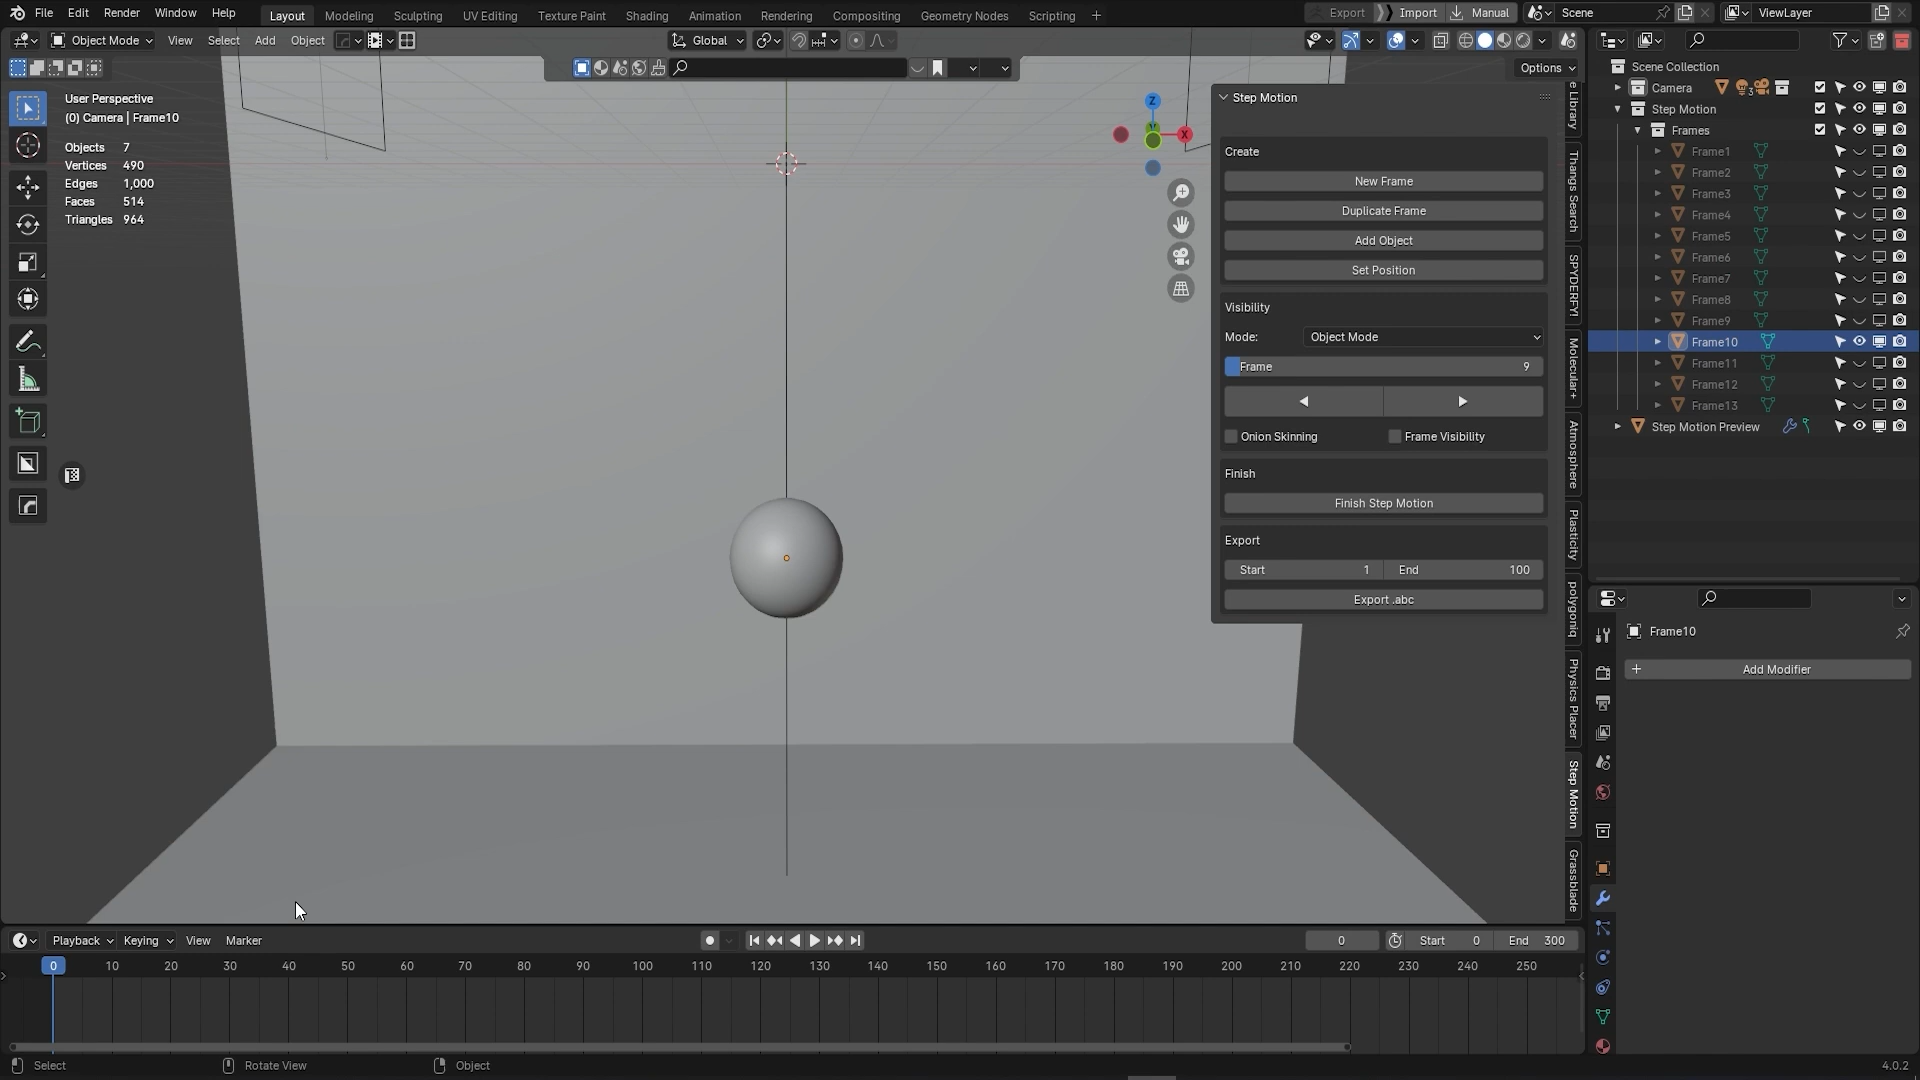 File Edit Render Window Help Layout Modeling Sculpting UV Editing Texture Paint Shading Animation Rendering Compositing Geometry Nodes Scripting + Export Import Manual Scene ViewLayer
Object Mode View Select Add Object Global
Options
User Perspective
(0) Camera | Frame10
Objects 7
Vertices 490
Edges 1,000
Faces 514
Triangles 964
Z
X
Step Motion
Create
New Frame
Duplicate Frame
Add Object
Set Position
Visibility
Mode: Object Mode
Frame 9
Onion Skinning Frame Visibility
Finish
Finish Step Motion
Export
Start 1 End 100
Export .abc
e Library
Thangs Search
SPYDERFY!
Molecular+
Atmosphere
Plasticity
polygoniq
Physics Placer
Step Motion
Grassblade
Scene Collection
Camera 3
Step Motion
Frames
Frame1
Frame2
Frame3
Frame4
Frame5
Frame6
Frame7
Frame8
Frame9
Frame10
Frame11
Frame12
Frame13
Step Motion Preview
Frame10
+ Add Modifier
Playback Keying View Marker 0 Start 0 End 300
0 10 20 30 40 50 60 70 80 90 100 110 120 130 140 150 160 170 180 190 200 210 220 230 240 250
Select Rotate View Object 4.0.2